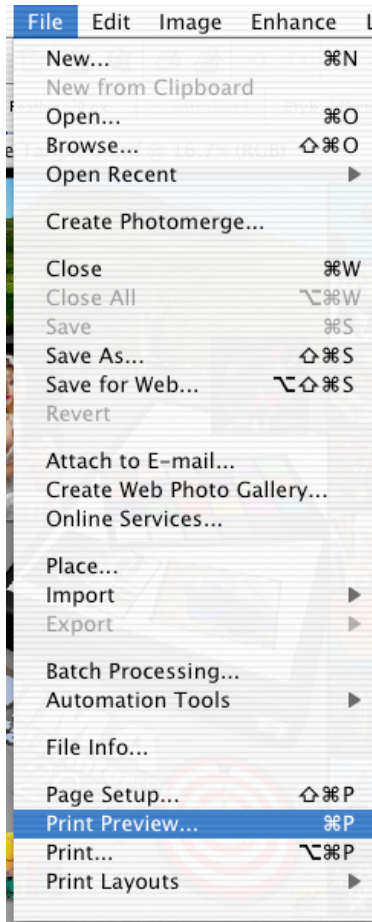 File Edit Image Enhance L
New... ⌘N
New from Clipboard
Open... ⌘O
Browse... ⇧⌘O
Open Recent ▶
Create Photomerge...
Close ⌘W
Close All ⌥⌘W
Save ⌘S
Save As... ⇧⌘S
Save for Web... ⌥⇧⌘S
Revert
Attach to E-mail...
Create Web Photo Gallery...
Online Services...
Place...
Import ▶
Export ▶
Batch Processing...
Automation Tools ▶
File Info...
Page Setup... ⇧⌘P
Print Preview... ⌘P
Print... ⌥⌘P
Print Layouts ▶